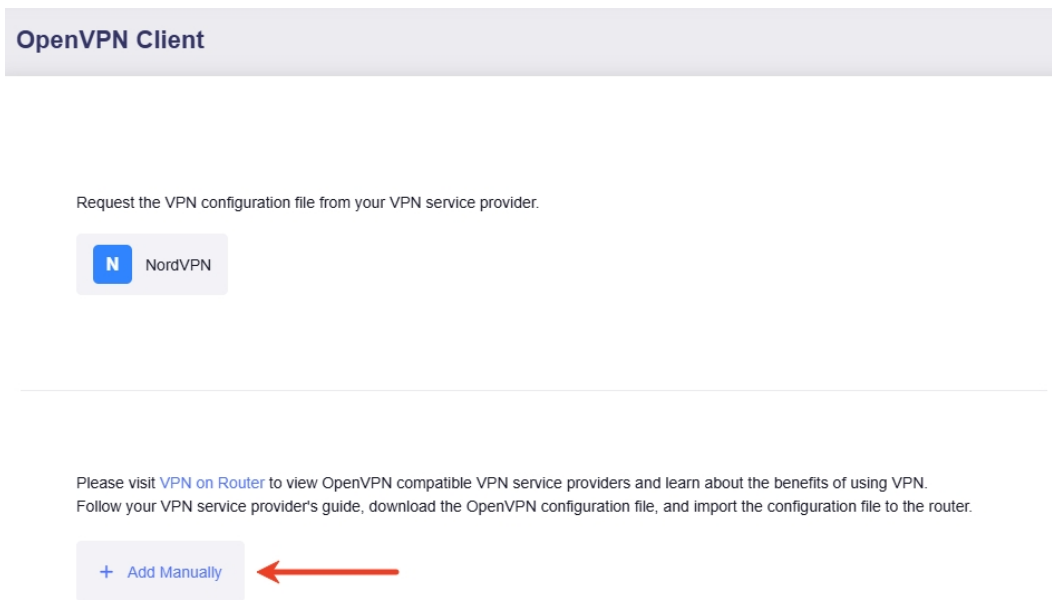 OpenVPN Client
Request the VPN configuration file from your VPN service provider.
N NordVPN
Please visit VPN on Router to view OpenVPN compatible VPN service providers and learn about the benefits of using VPN.
Follow your VPN service provider's guide, download the OpenVPN configuration file, and import the configuration file to the router.
+ Add Manually